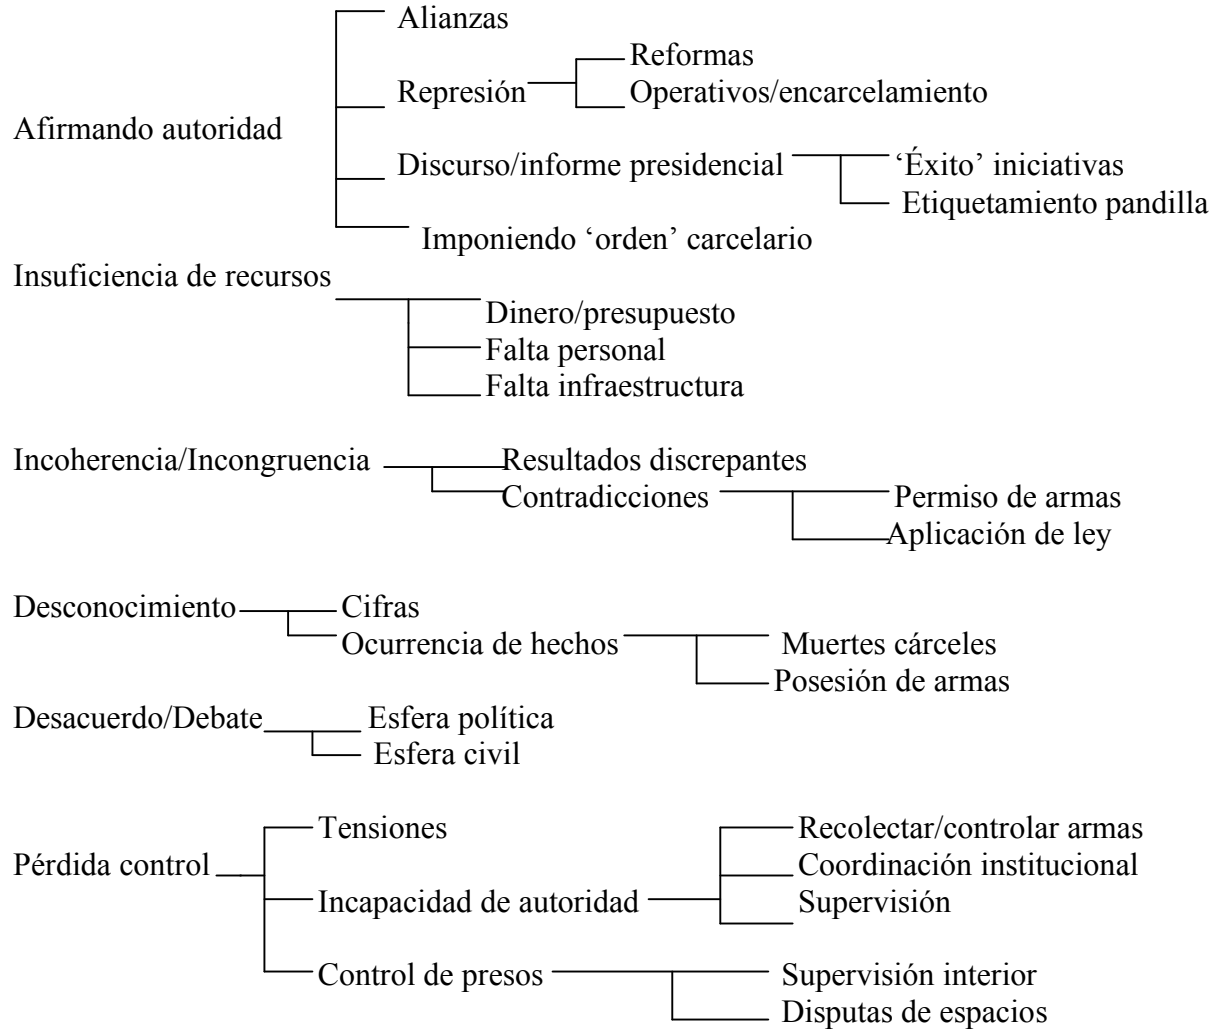 Alianzas
Reformas
Represión
Operativos/encarcelamiento
Afirmando autoridad
Discurso/informe presidencial
‘Éxito’ iniciativas
Etiquetamiento pandilla
Imponiendo ‘orden’ carcelario
Insuficiencia de recursos
Dinero/presupuesto
Falta personal
Falta infraestructura
Incoherencia/Incongruencia
Resultados discrepantes
Contradicciones
Permiso de armas
Aplicación de ley
Desconocimiento
Cifras
Ocurrencia de hechos
Muertes cárceles
Posesión de armas
Desacuerdo/Debate
Esfera política
Esfera civil
Tensiones
Recolectar/controlar armas
Pérdida control
Coordinación institucional
Incapacidad de autoridad
Supervisión
Control de presos
Supervisión interior
Disputas de espacios